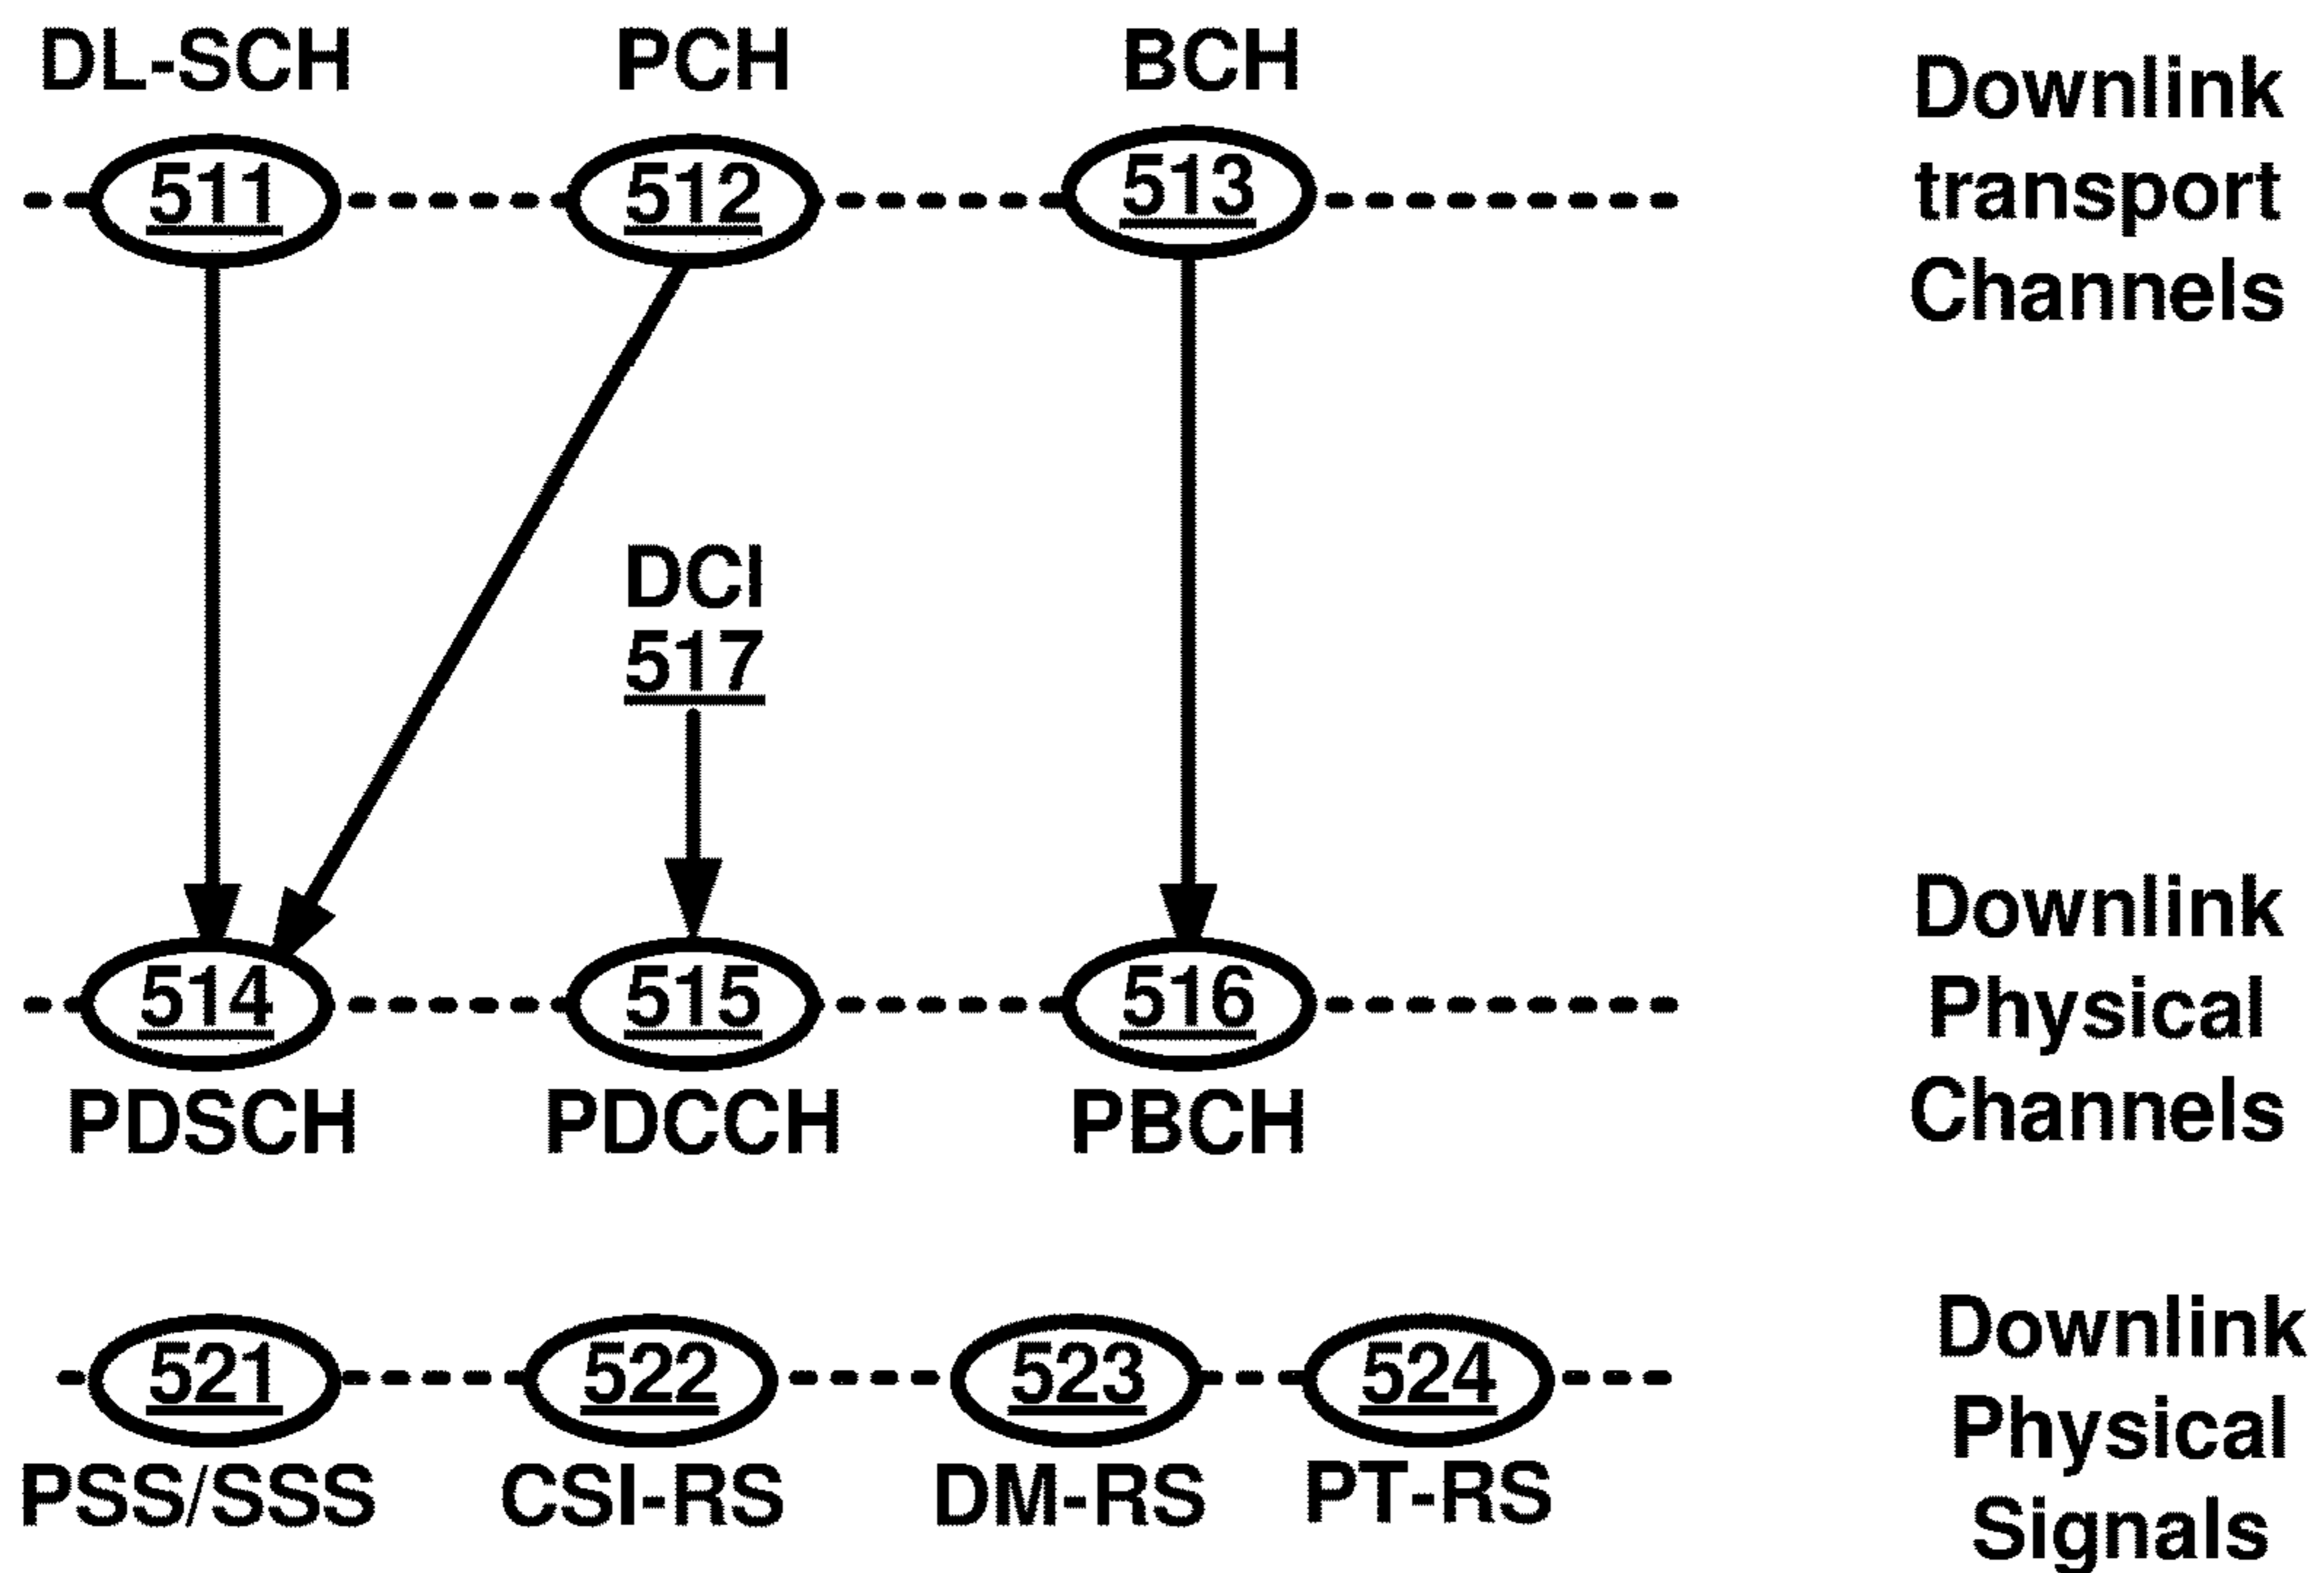 DL-SCH PCH BCH
511 512 513
Downlink
transport
Channels
DCI
517
514 515 516
PDSCH PDCCH PBCH
Downlink
Physical
Channels
521 522 523 524
PSS/SSS CSI-RS DM-RS PT-RS
Downlink
Physical
Signals